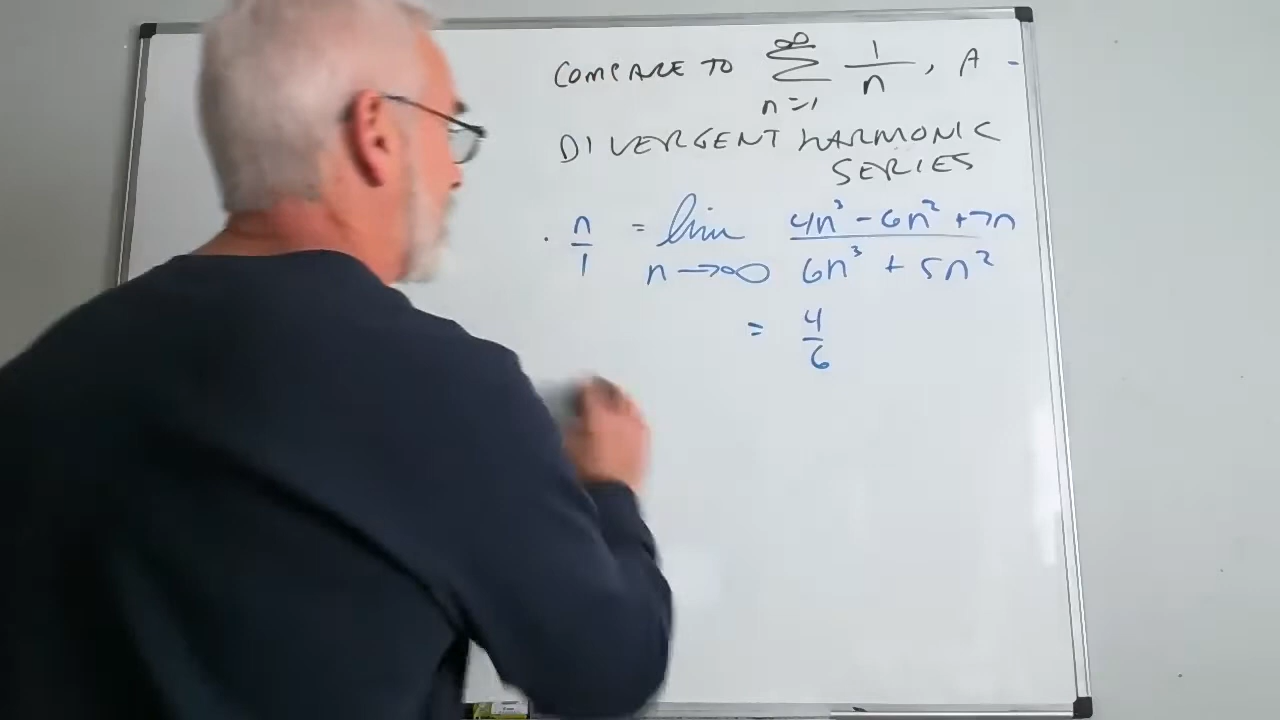 COMPARE TO ∞ Σ n=1 1/n, A -
DIVERGENT HARMONIC
SERIES
· n/1 = lim n→∞ (4n³ - 6n² + 7n)/(6n³ + 5n²)
= 4/6